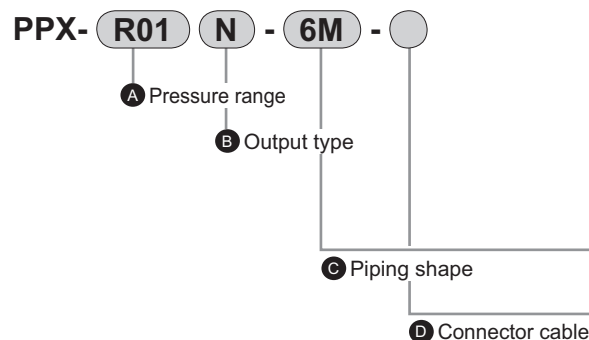 PPX- R01 N - 6M -
A Pressure range
B Output type
C Piping shape
D Connector cable